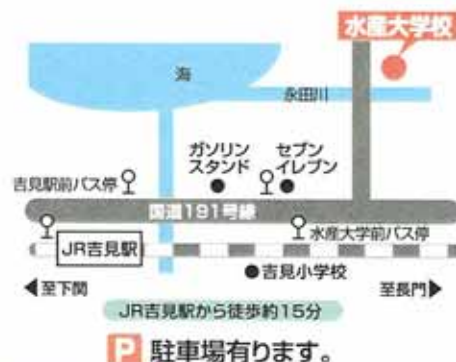 水産大学校
海
永田川
ガソリン
スタンド
セブン
イレブン
吉見駅前バス停
国道191号線
JR吉見駅
水産大学前バス停
吉見小学校
至下関
至長門
JR吉見駅から徒歩約15分
P 駐車場有ります。